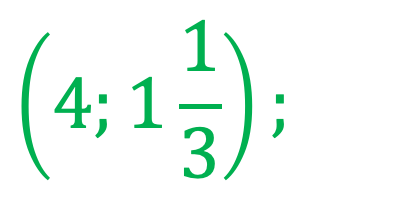 (4; 1 1/3) ;